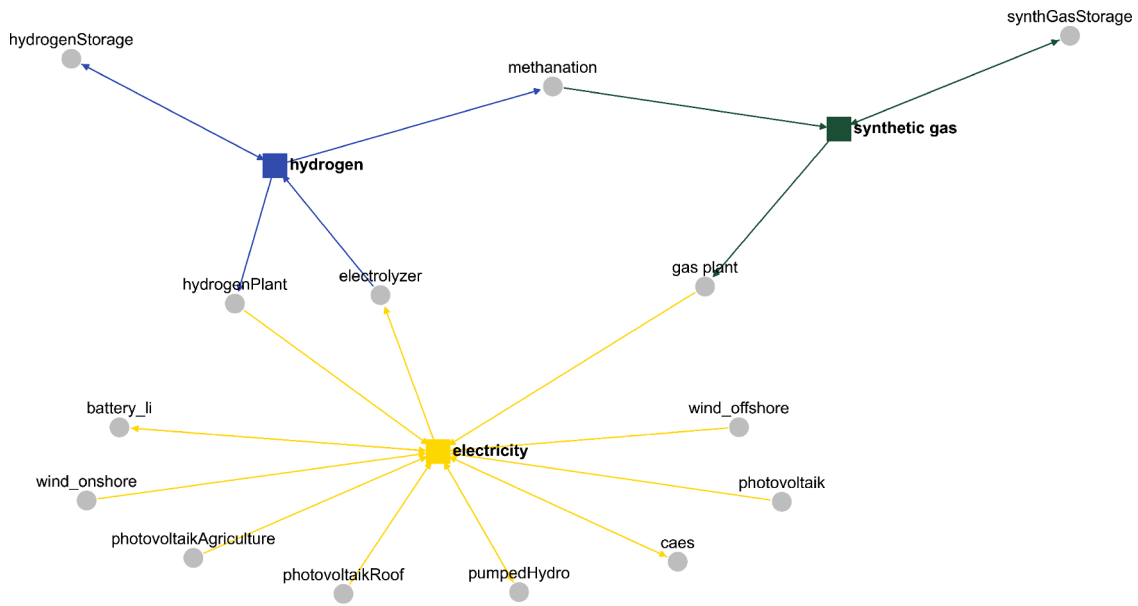 synthGasStorage
hydrogenStorage
methanation
synthetic gas
hydrogen
gas plant
electrolyzer
hydrogenPlant
battery_li
wind_offshore
electricity
wind_onshore
photovoltaik
photovoltaikAgriculture
caes
photovoltaikRoof
pumpedHydro